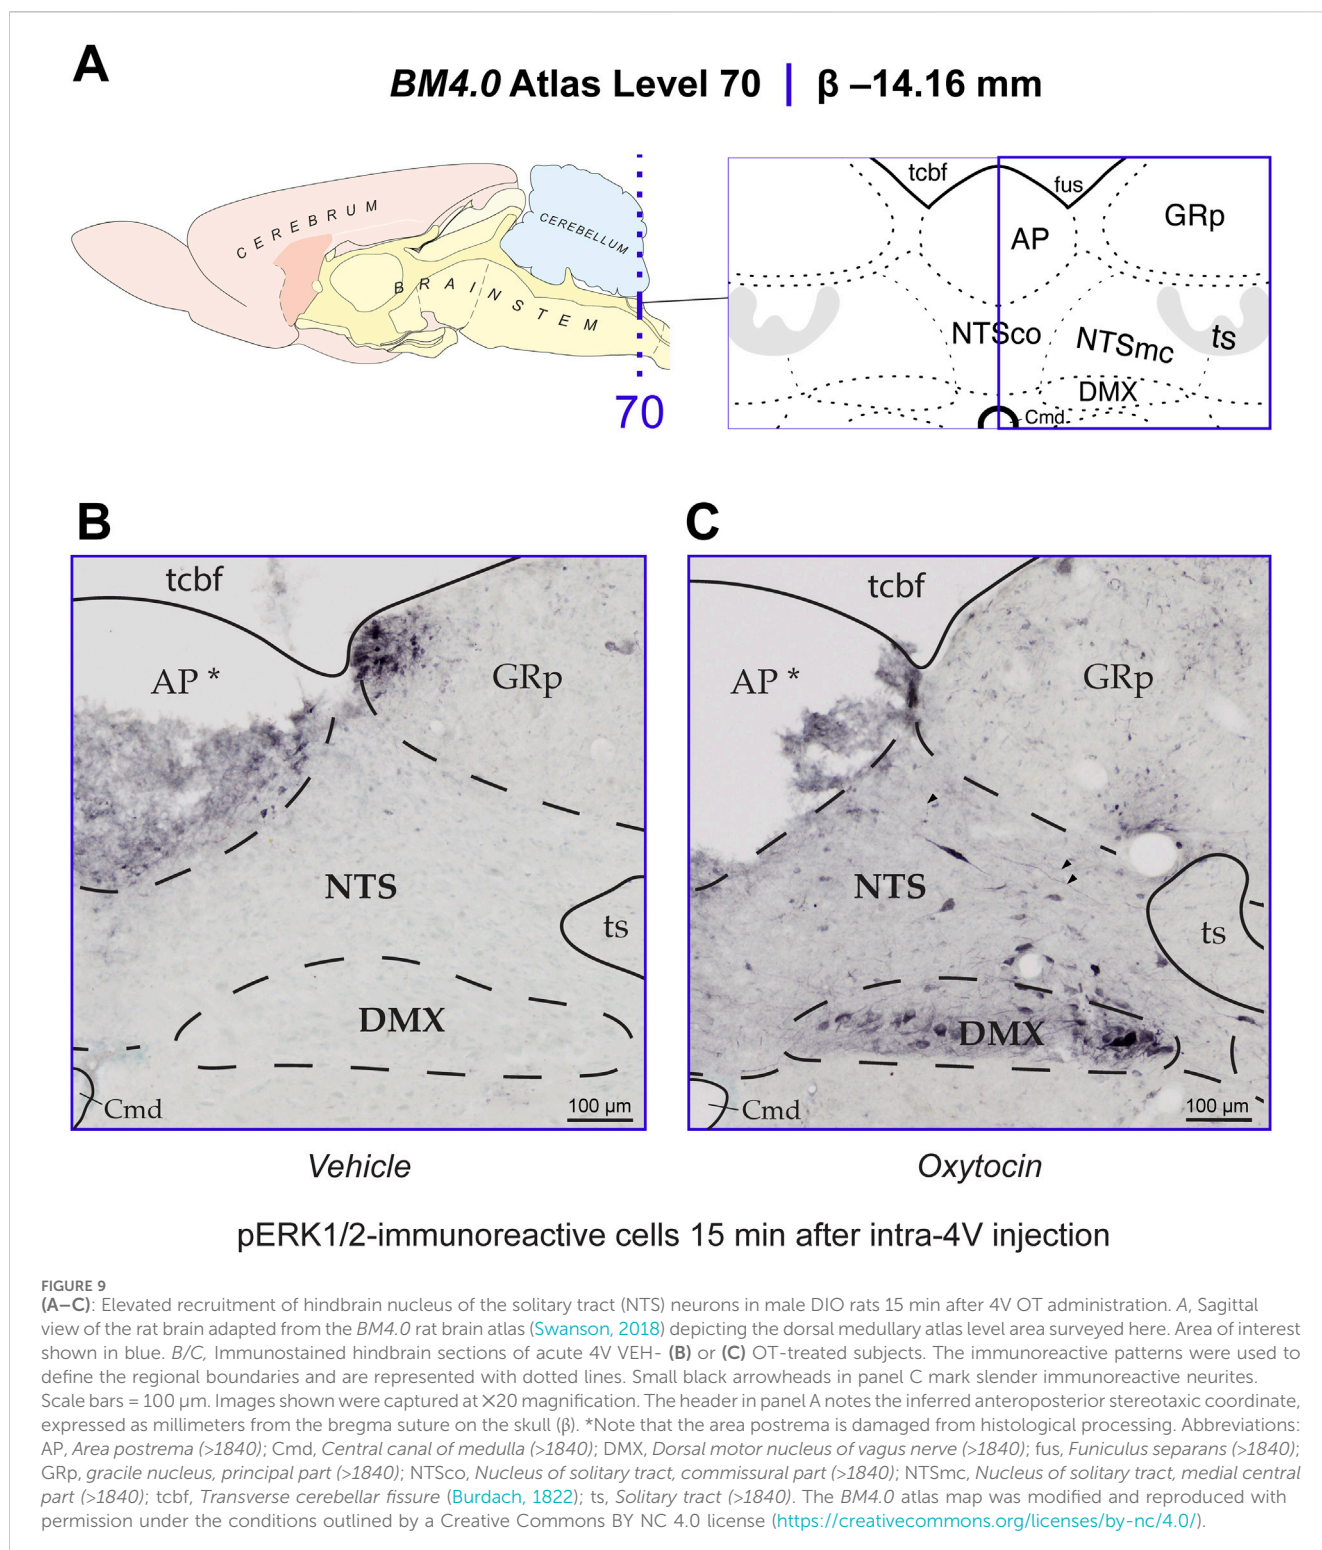 A
BM4.0 Atlas Level 70 | β –14.16 mm
CEREBRUM
CEREBELLUM
BRAINSTEM
70
tcbf
fus
AP
GRp
NTSco
NTSmc
ts
DMX
Cmd
B
tcbf
AP *
GRp
NTS
ts
DMX
Cmd
100 µm
C
tcbf
AP *
GRp
NTS
ts
DMX
Cmd
100 µm
Vehicle
Oxytocin
pERK1/2-immunoreactive cells 15 min after intra-4V injection
FIGURE 9
(A–C): Elevated recruitment of hindbrain nucleus of the solitary tract (NTS) neurons in male DIO rats 15 min after 4V OT administration. A, Sagittal
view of the rat brain adapted from the BM4.0 rat brain atlas (Swanson, 2018) depicting the dorsal medullary atlas level area surveyed here. Area of interest
shown in blue. B/C, Immunostained hindbrain sections of acute 4V VEH- (B) or (C) OT-treated subjects. The immunoreactive patterns were used to
define the regional boundaries and are represented with dotted lines. Small black arrowheads in panel C mark slender immunoreactive neurites.
Scale bars = 100 µm. Images shown were captured at ×20 magnification. The header in panel A notes the inferred anteroposterior stereotaxic coordinate,
expressed as millimeters from the bregma suture on the skull (β). *Note that the area postrema is damaged from histological processing. Abbreviations:
AP, Area postrema (>1840); Cmd, Central canal of medulla (>1840); DMX, Dorsal motor nucleus of vagus nerve (>1840); fus, Funiculus separans (>1840);
GRp, gracile nucleus, principal part (>1840); NTSco, Nucleus of solitary tract, commissural part (>1840); NTSmc, Nucleus of solitary tract, medial central
part (>1840); tcbf, Transverse cerebellar fissure (Burdach, 1822); ts, Solitary tract (>1840). The BM4.0 atlas map was modified and reproduced with
permission under the conditions outlined by a Creative Commons BY NC 4.0 license (https://creativecommons.org/licenses/by-nc/4.0/).